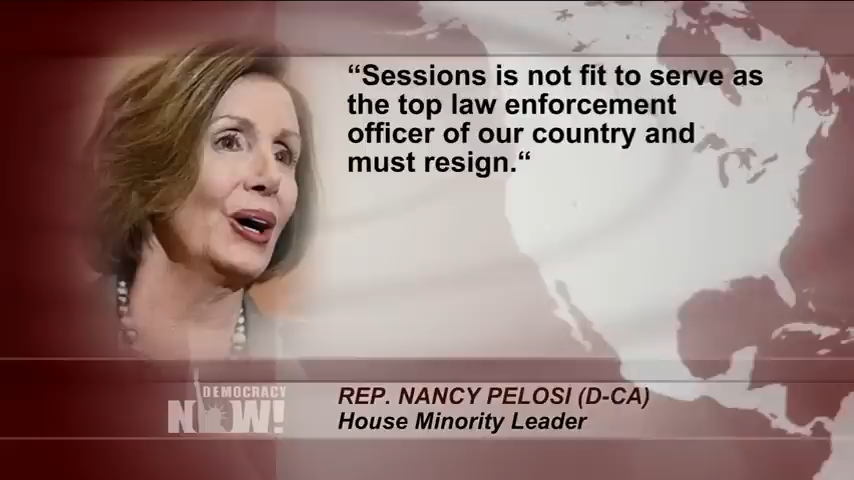 “Sessions is not fit to serve as
the top law enforcement
officer of our country and
must resign.“
DEMOCRACY
NOW!
REP. NANCY PELOSI (D-CA)
House Minority Leader